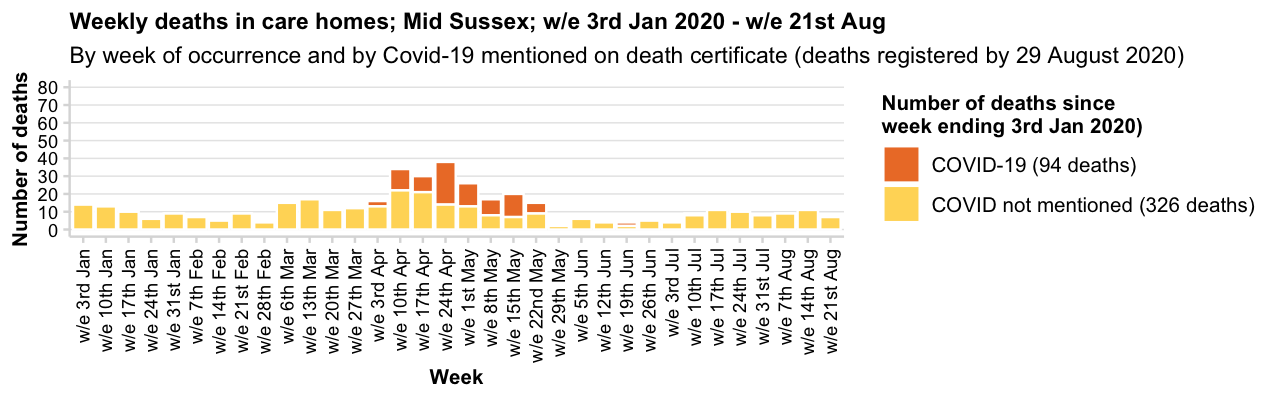 Weekly deaths in care homes; Mid Sussex; w/e 3rd Jan 2020 - w/e 21st Aug
By week of occurrence and by Covid-19 mentioned on death certificate (deaths registered by 29 August 2020)
Number of deaths
80
70
60
50
40
30
20
10
0
w/e 3rd Jan
w/e 10th Jan
w/e 17th Jan
w/e 24th Jan
w/e 31st Jan
w/e 7th Feb
w/e 14th Feb
w/e 21st Feb
w/e 28th Feb
w/e 6th Mar
w/e 13th Mar
w/e 20th Mar
w/e 27th Mar
w/e 3rd Apr
w/e 10th Apr
w/e 17th Apr
w/e 24th Apr
w/e 1st May
w/e 8th May
w/e 15th May
w/e 22nd May
w/e 29th May
w/e 5th Jun
w/e 12th Jun
w/e 19th Jun
w/e 26th Jun
w/e 3rd Jul
w/e 10th Jul
w/e 17th Jul
w/e 24th Jul
w/e 31st Jul
w/e 7th Aug
w/e 14th Aug
w/e 21st Aug
Week
Number of deaths since
week ending 3rd Jan 2020)
COVID-19 (94 deaths)
COVID not mentioned (326 deaths)